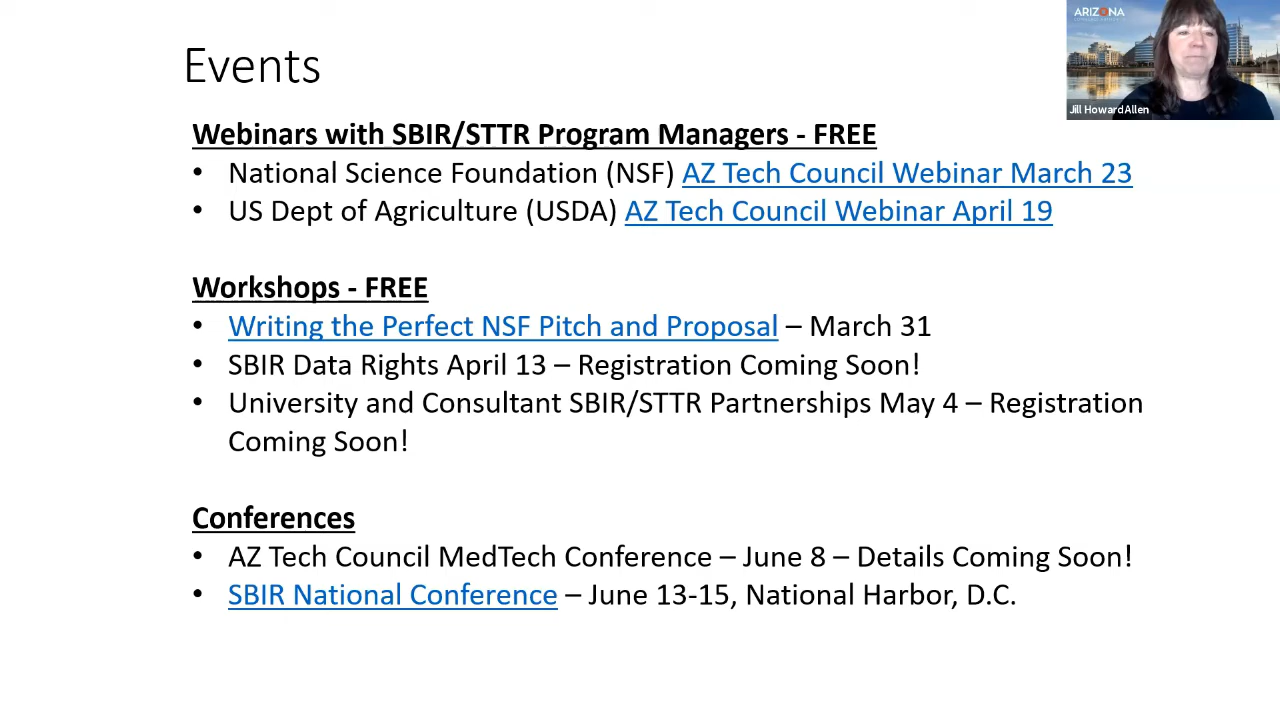 ARIZONA
Jill HowardAllen
Events
Webinars with SBIR/STTR Program Managers - FREE
• National Science Foundation (NSF) AZ Tech Council Webinar March 23
• US Dept of Agriculture (USDA) AZ Tech Council Webinar April 19
Workshops - FREE
• Writing the Perfect NSF Pitch and Proposal – March 31
• SBIR Data Rights April 13 – Registration Coming Soon!
• University and Consultant SBIR/STTR Partnerships May 4 – Registration
Coming Soon!
Conferences
• AZ Tech Council MedTech Conference – June 8 – Details Coming Soon!
• SBIR National Conference – June 13-15, National Harbor, D.C.